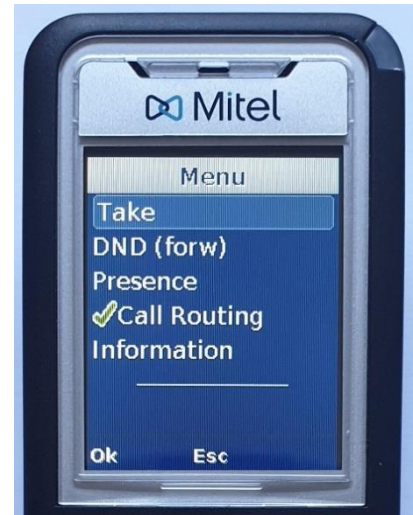 Mitel
Menu
Take
DND (forw)
Presence
Call Routing
Information
Ok Esc